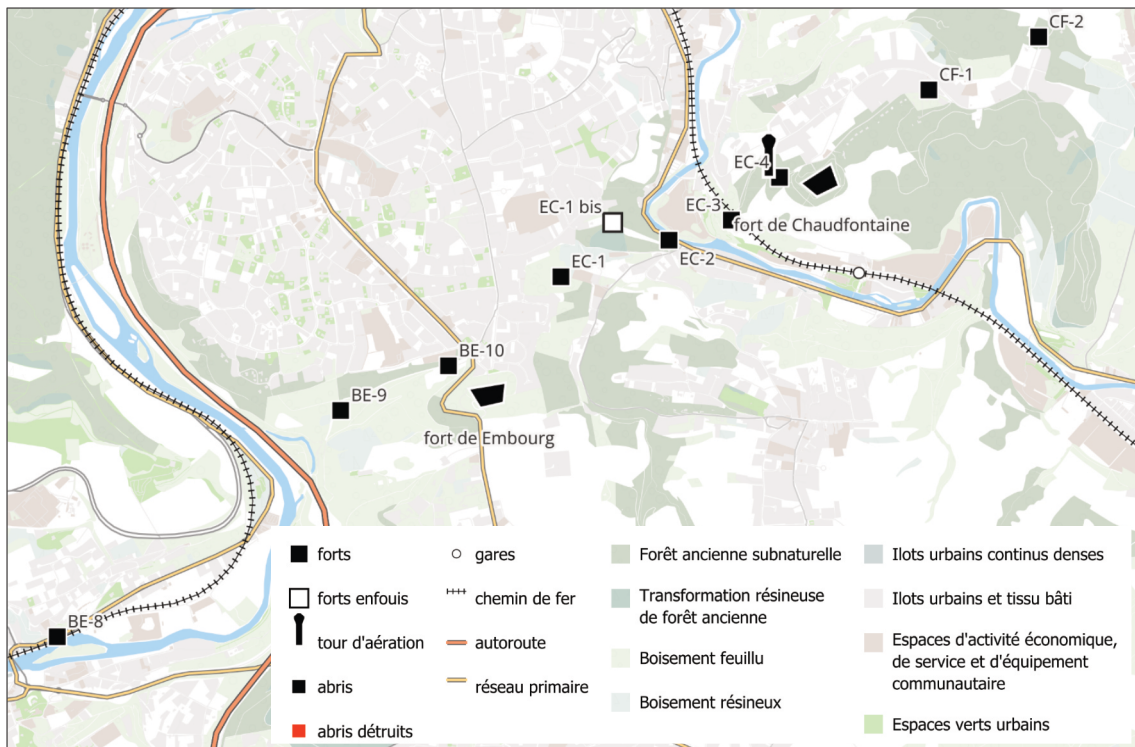 CF-2
CF-1
EC-4
EC-1 bis
EC-3
fort de Chaudfontaine
EC-2
EC-1
BE-10
BE-9
fort de Embourg
BE-8
forts
forts enfouis
tour d'aération
abris
abris détruits
gares
chemin de fer
autoroute
réseau primaire
Forêt ancienne subnaturelle
Transformation résineuse
de forêt ancienne
Boisement feuillu
Boisement résineux
Ilots urbains continus denses
Ilots urbains et tissu bâti
Espaces d'activité économique,
de service et d'équipement
communautaire
Espaces verts urbains